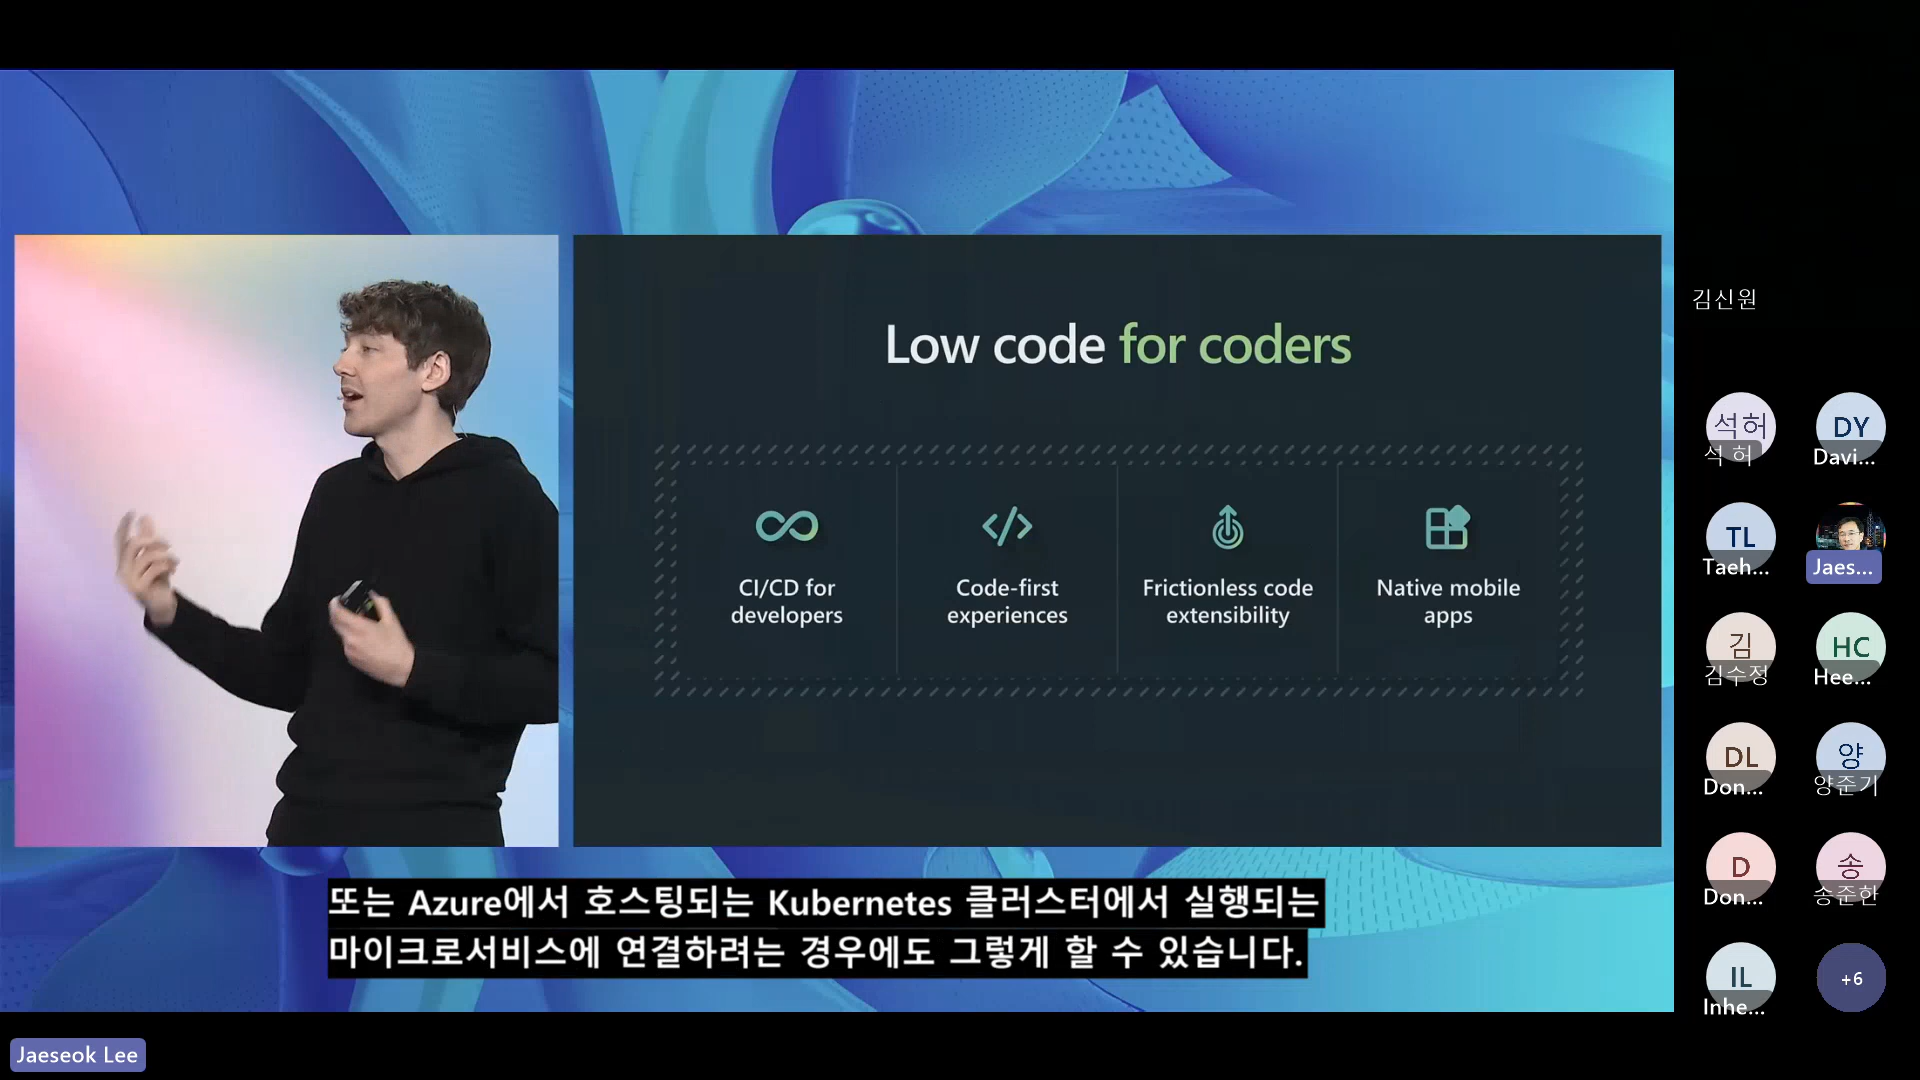 Low code for coders
CI/CD for
developers
Code-first
experiences
Frictionless code
extensibility
Native mobile
apps
또는 Azure에서 호스팅되는 Kubernetes 클러스터에서 실행되는
마이크로서비스에 연결하려는 경우에도 그렇게 할 수 있습니다.
Jaeseok Lee
김신원
석허
석 허
DY
Davi...
TL
Taeh...
Jaes...
김
김수정
HC
Hee...
DL
Don...
양
양준기
D
Don...
송
송준한
IL
Inhe...
+6